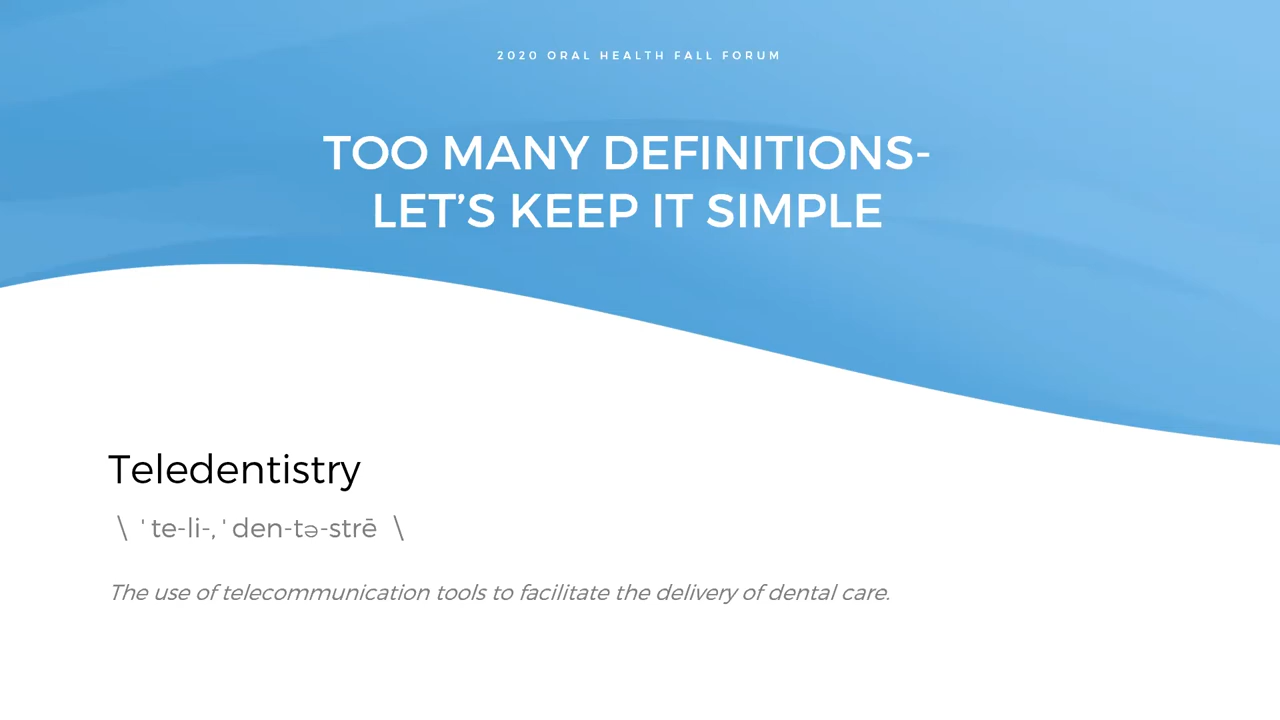 2020 ORAL HEALTH FALL FORUM
TOO MANY DEFINITIONS-
LET’S KEEP IT SIMPLE
Teledentistry
\ ˈte-li-, ˈden-tə-strē \
The use of telecommunication tools to facilitate the delivery of dental care.